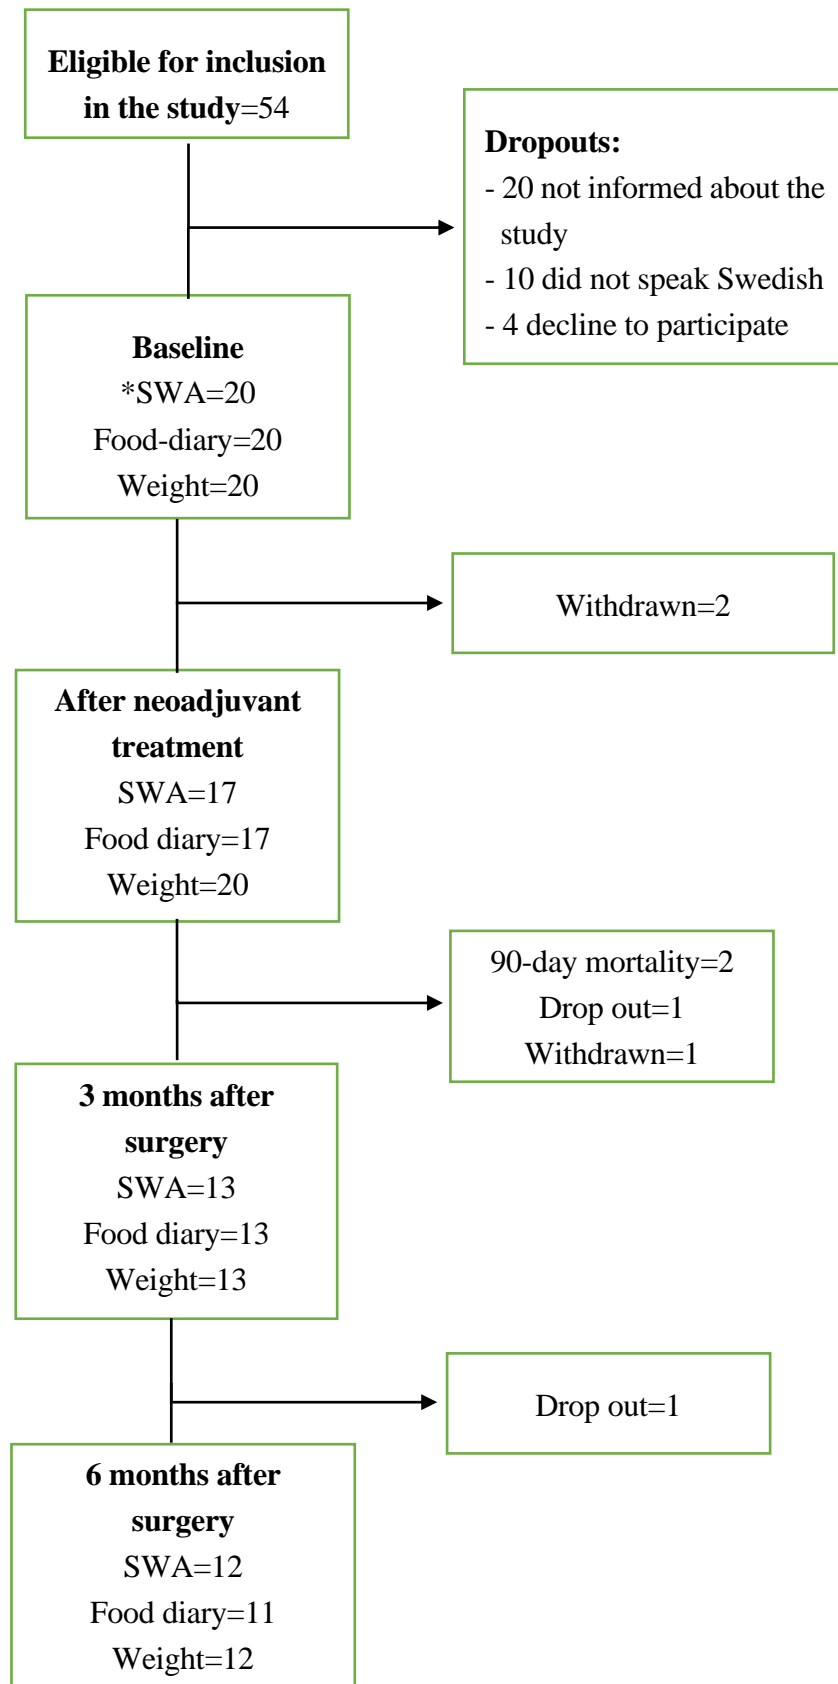 Eligible for inclusion
in the study=54
Dropouts:
- 20 not informed about the
study
- 10 did not speak Swedish
- 4 decline to participate
Baseline
*SWA=20
Food-diary=20
Weight=20
Withdrawn=2
After neoadjuvant
treatment
SWA=17
Food diary=17
Weight=20
90-day mortality=2
Drop out=1
Withdrawn=1
3 months after
surgery
SWA=13
Food diary=13
Weight=13
Drop out=1
6 months after
surgery
SWA=12
Food diary=11
Weight=12